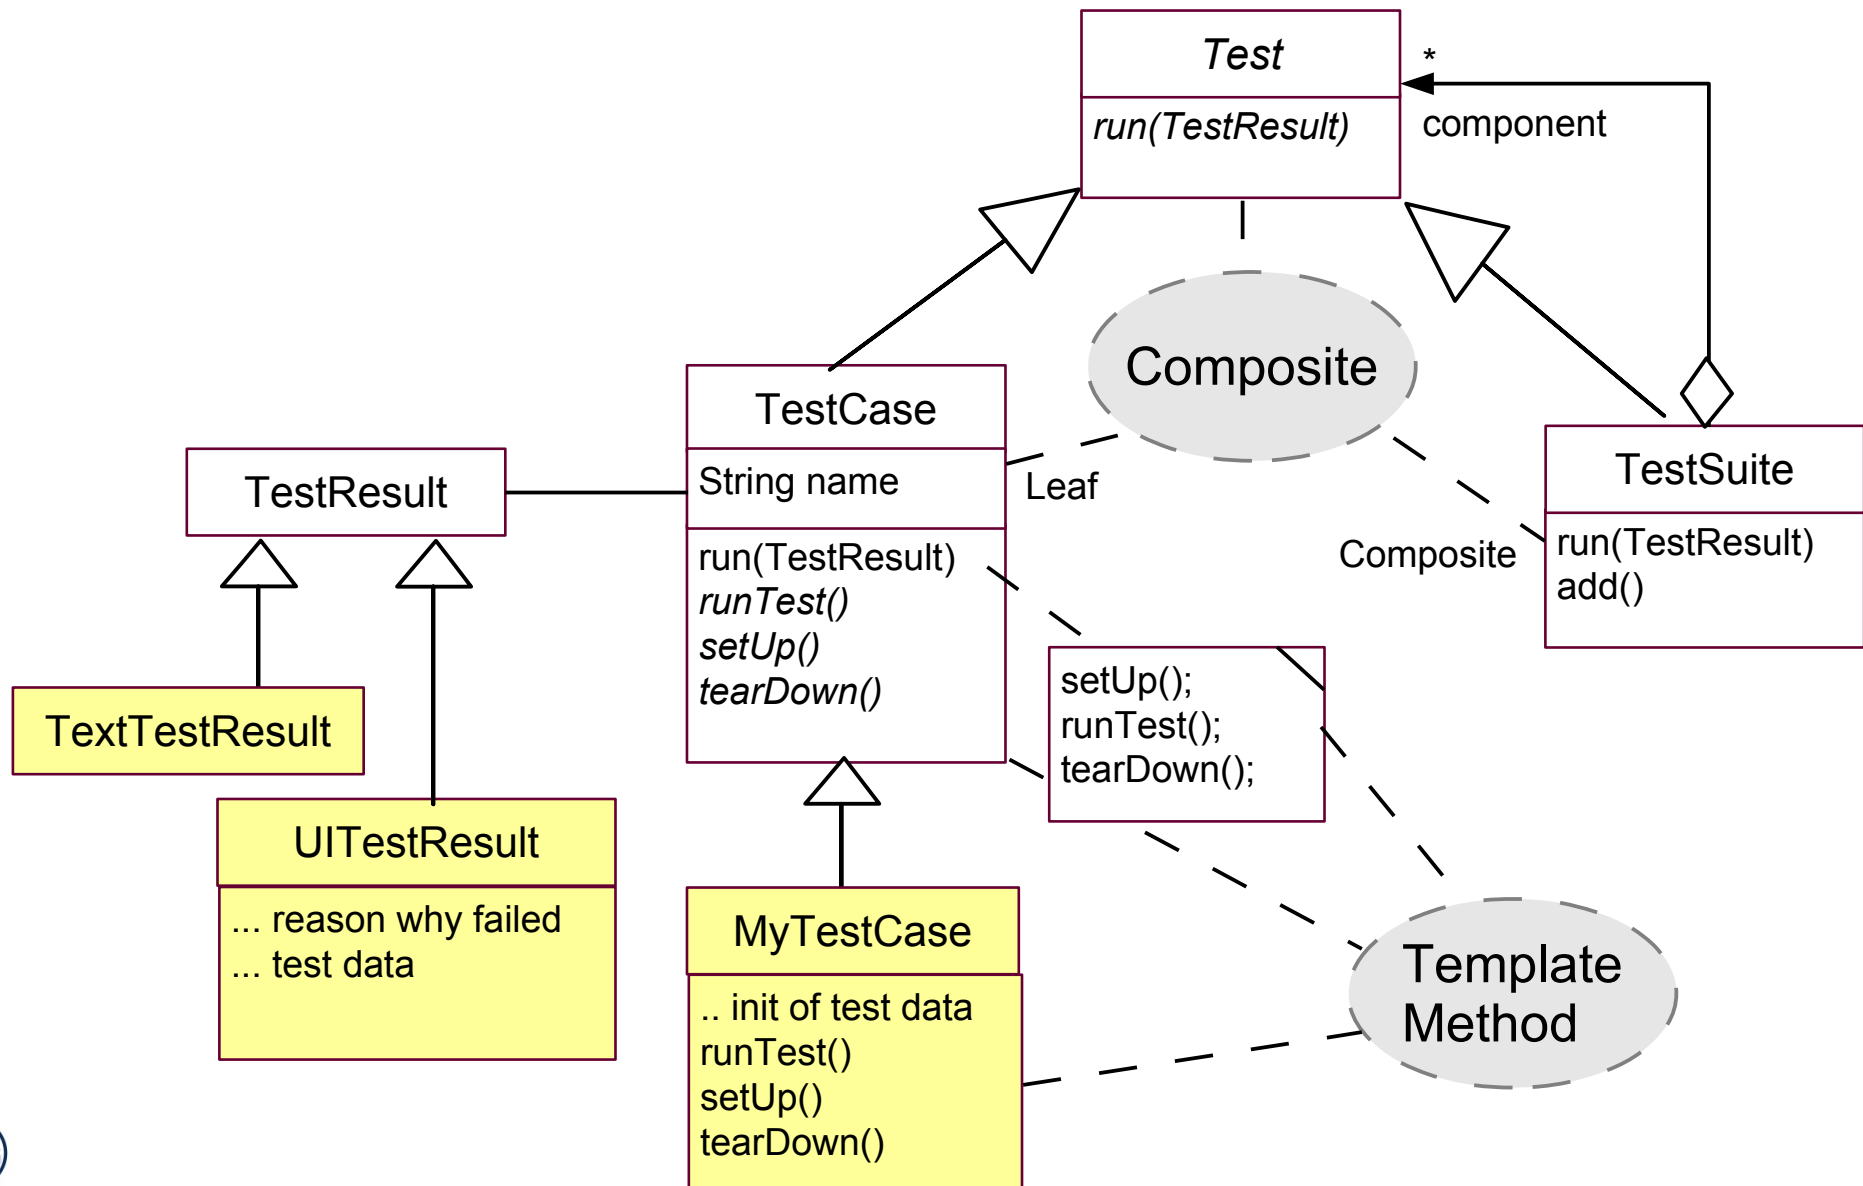 Test
*
run(TestResult)
component
Composite
TestCase
String name
Leaf
run(TestResult)
runTest()
setUp()
tearDown()
TestResult
TestSuite
Composite
run(TestResult)
add()
setUp();
runTest();
tearDown();
TextTestResult
UITestResult
... reason why failed
... test data
MyTestCase
.. init of test data
runTest()
setUp()
tearDown()
Template
Method